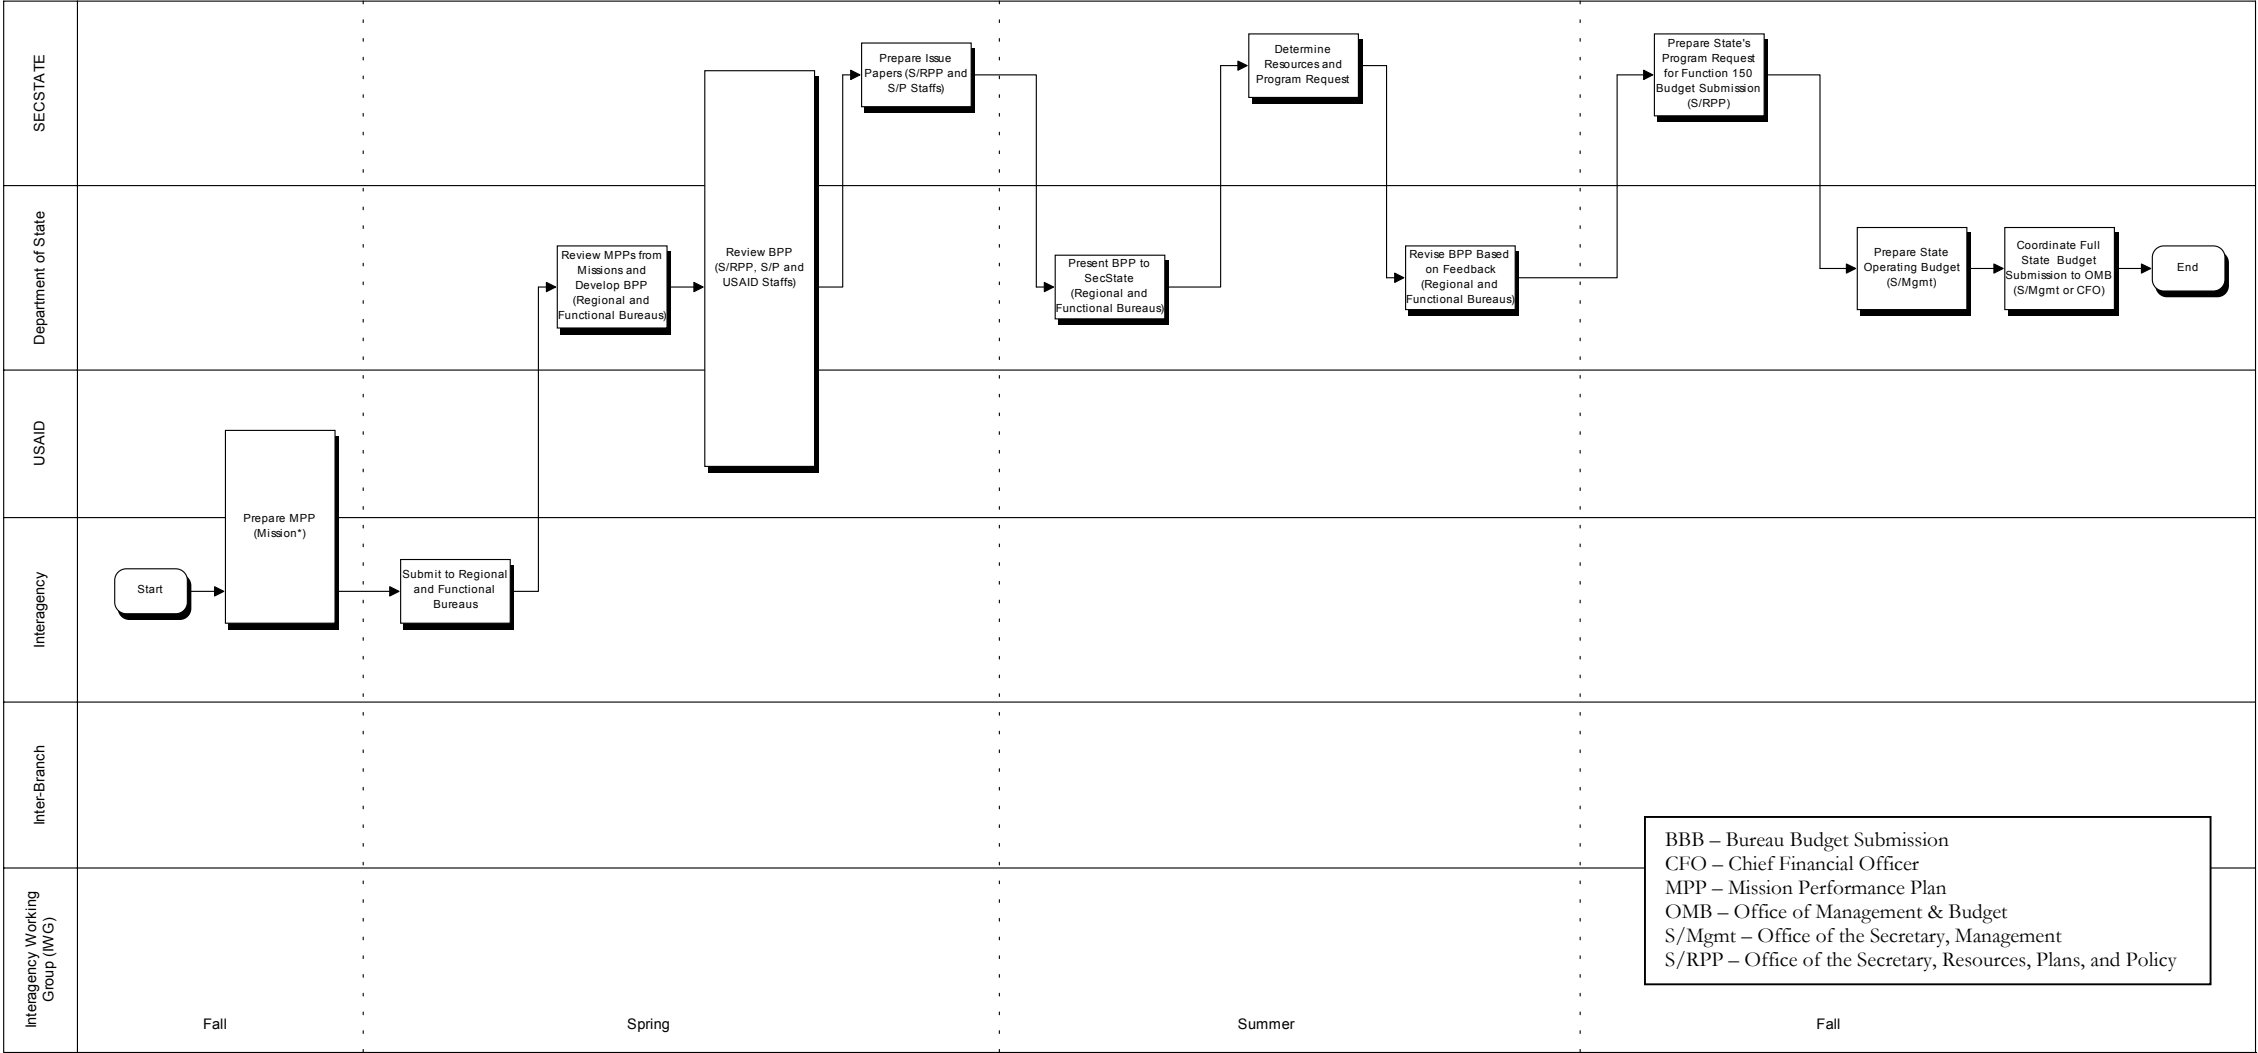 SECSTATE
Prepare Issue
Papers (S/RPP and
S/P Staffs)
Determine
Resources and
Program Request
Prepare State's
Program Request
for Function 150
Budget Submission
(S/RPP)
Department of State
Review MPPs from
Missions and
Develop BPP
(Regional and
Functional Bureaus)
Review BPP
(S/RPP, S/P and
USAID Staffs)
Present BPP to
SecState
(Regional and
Functional Bureaus)
Revise BPP Based
on Feedback
(Regional and
Functional Bureaus)
Prepare State
Operating Budget
(S/Mgmt)
Coordinate Full
State Budget
Submission to OMB
(S/Mgmt or CFO)
End
USAID
Prepare MPP
(Mission*)
Interagency
Start
Submit to Regional
and Functional
Bureaus
Inter-Branch
Interagency Working
Group (IWG)
BBB – Bureau Budget Submission
CFO – Chief Financial Officer
MPP – Mission Performance Plan
OMB – Office of Management & Budget
S/Mgmt – Office of the Secretary, Management
S/RPP – Office of the Secretary, Resources, Plans, and Policy
Fall
Spring
Summer
Fall